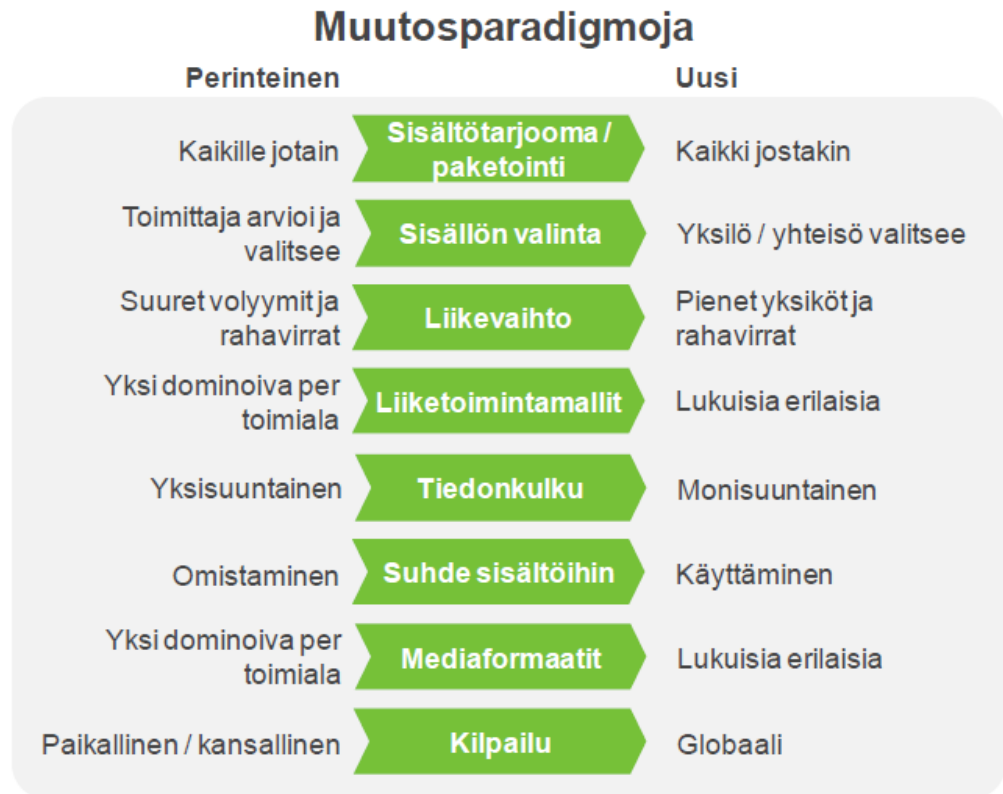 Muutosparadigmoja
Perinteinen
Uusi
Kaikille jotain
Sisältötarjooma /
paketointi
Kaikki jostakin
Toimittaja arvioi ja
valitsee
Sisällön valinta
Yksilö / yhteisö valitsee
Suuret volyymit ja
rahavirrat
Liikevaihto
Pienet yksiköt ja
rahavirrat
Yksi dominoiva per
toimiala
Liiketoimintamallit
Lukuisia erilaisia
Yksisuuntainen
Tiedonkulku
Monisuuntainen
Omistaminen
Suhde sisältöihin
Käyttäminen
Yksi dominoiva per
toimiala
Mediaformaatit
Lukuisia erilaisia
Paikallinen / kansallinen
Kilpailu
Globaali